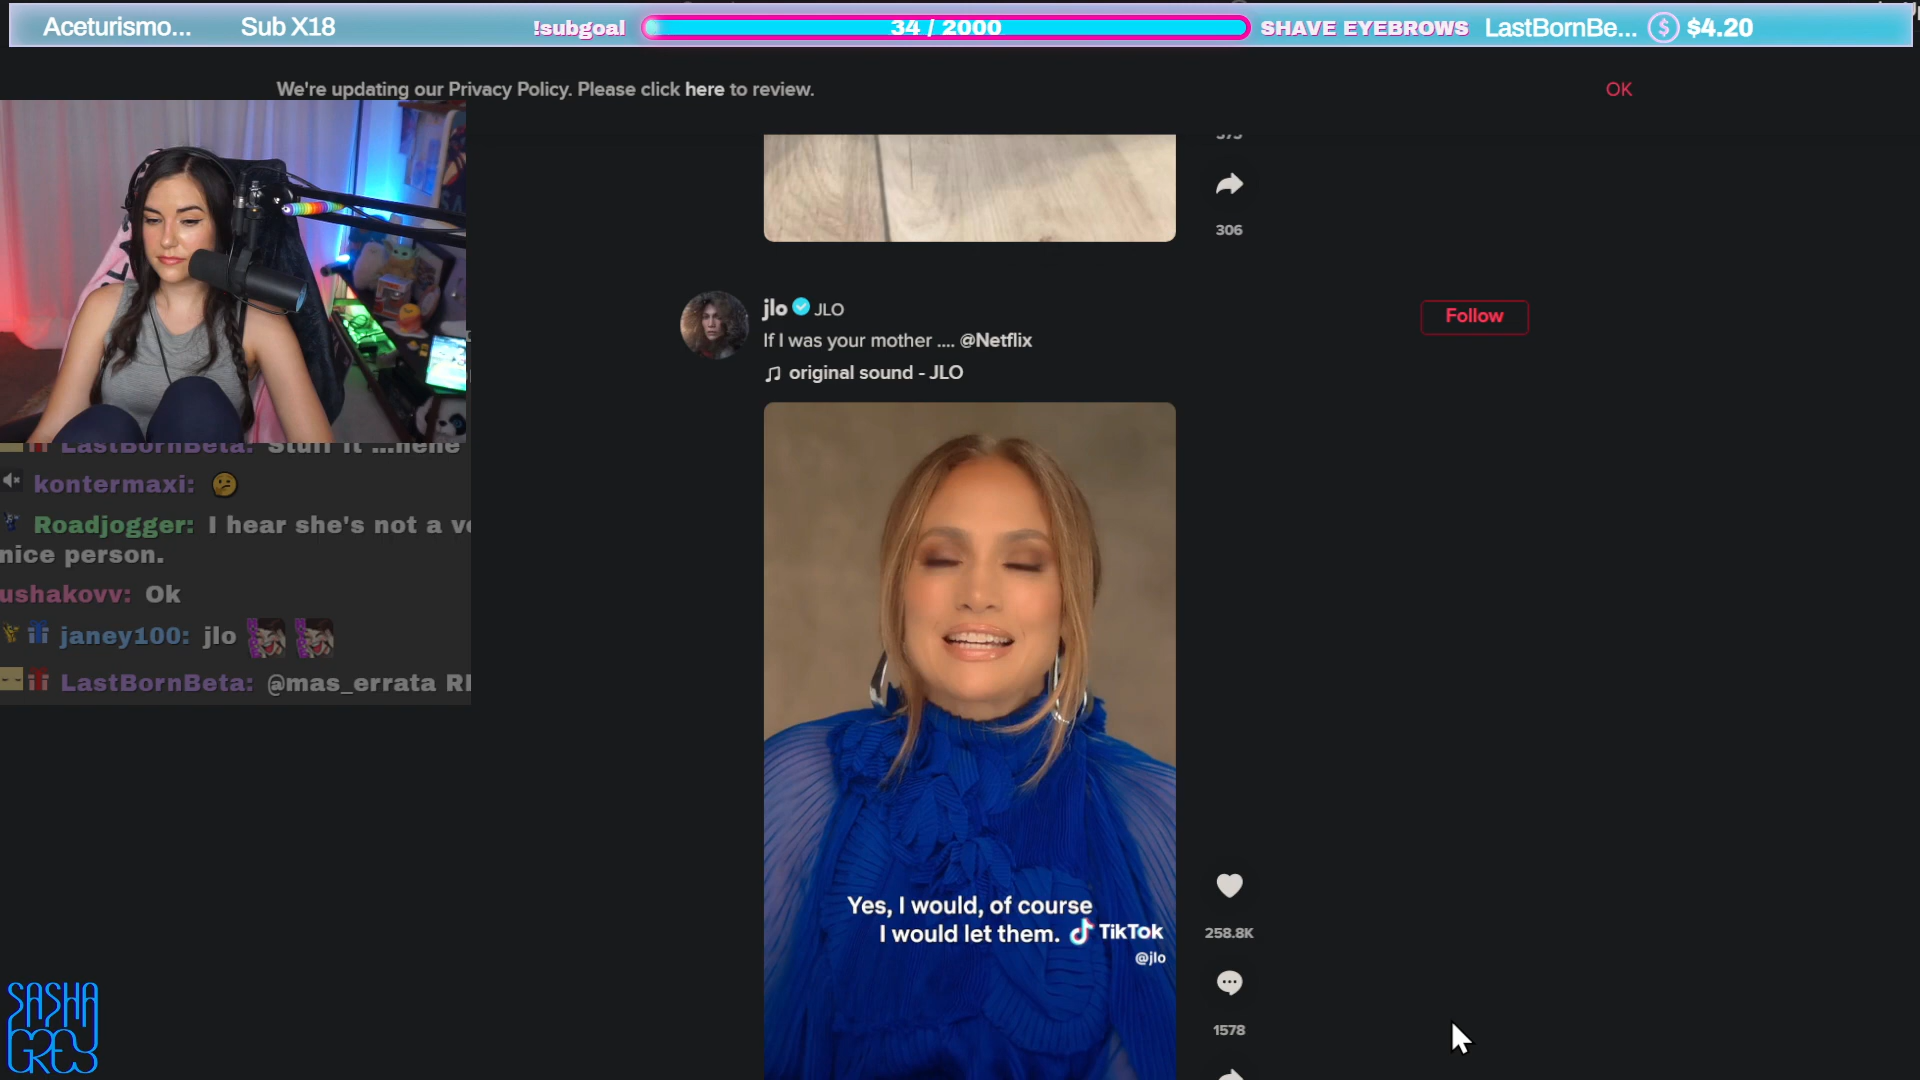 Aceturismo... Sub X18 !subgoal 34 / 2000 SHAVE EYEBROWS LastBornBe... $ $4.20
We're updating our Privacy Policy. Please click here to review. OK
306
jlo JLO
Follow
If I was your mother .... @Netflix
original sound - JLO
LastBornBeta: Stuff it ...hehe
kontermaxi:
Roadjogger: I hear she's not a
nice person.
ushakovv: Ok
janey100: jlo
LastBornBeta: @mas_errata
Yes, I would, of course
I would let them.
TikTok
@jlo
258.8K
1578
SASHA
GREY